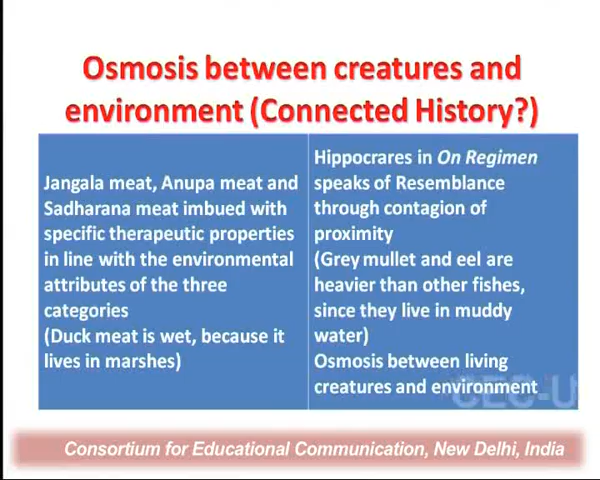 Osmosis between creatures and
environment (Connected History?)
Jangala meat, Anupa meat and
Sadharana meat imbued with
specific therapeutic properties
in line with the environmental
attributes of the three
categories
(Duck meat is wet, because it
lives in marshes)
Hippocrares in On Regimen
speaks of Resemblance
through contagion of
proximity
(Grey mullet and eel are
heavier than other fishes,
since they live in muddy
water)
Osmosis between living
creatures and environment
CEC-U
Consortium for Educational Communication, New Delhi, India